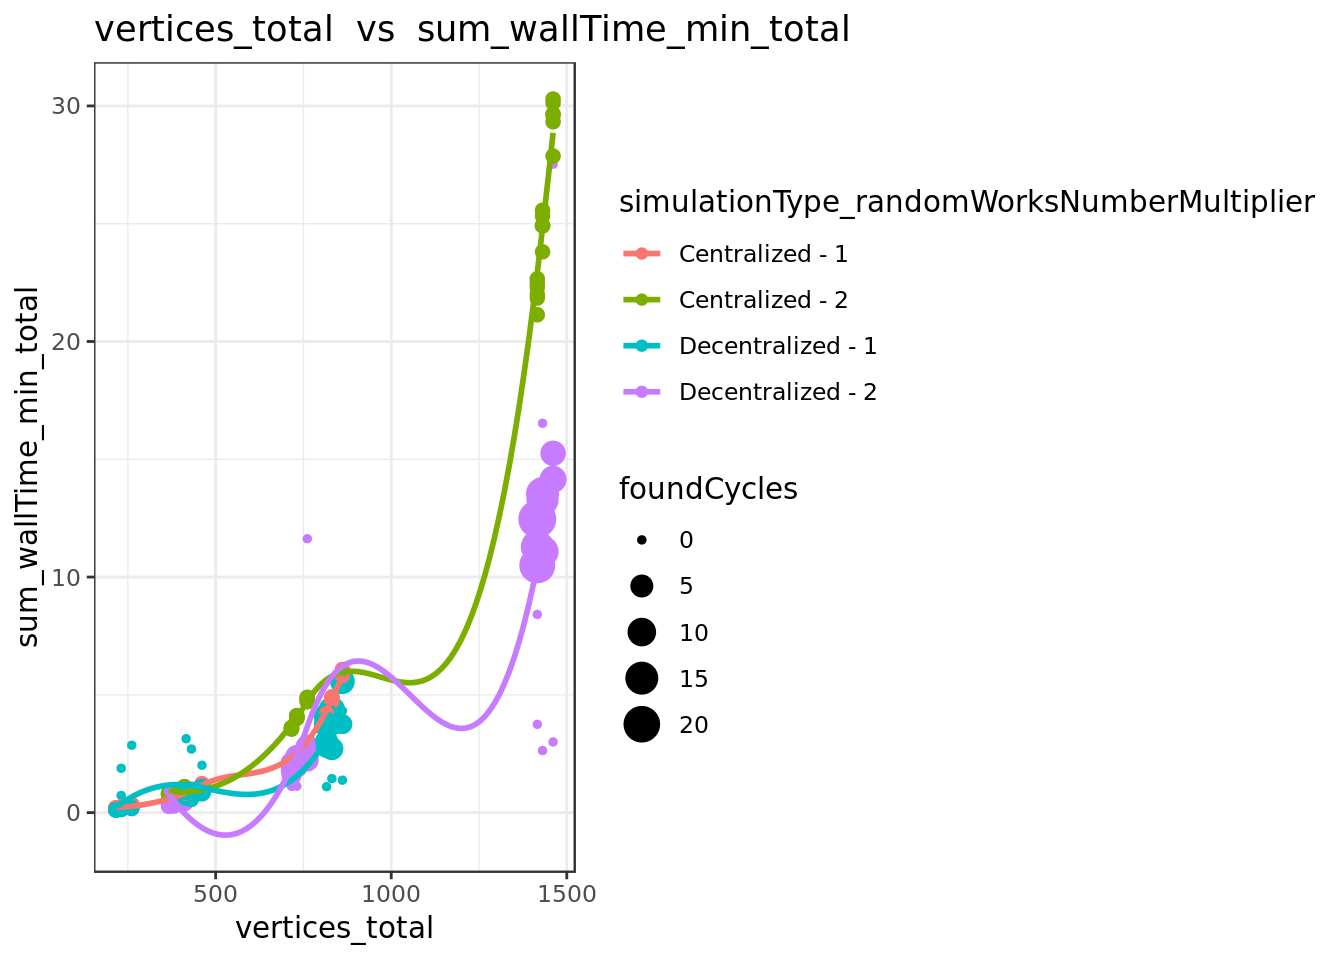 vertices_total vs sum_wallTime_min_total
sum_wallTime_min_total
30
20
10
0
500
1000
1500
vertices_total
simulationType_randomWorksNumberMultiplier
Centralized - 1
Centralized - 2
Decentralized - 1
Decentralized - 2
foundCycles
0
5
10
15
20